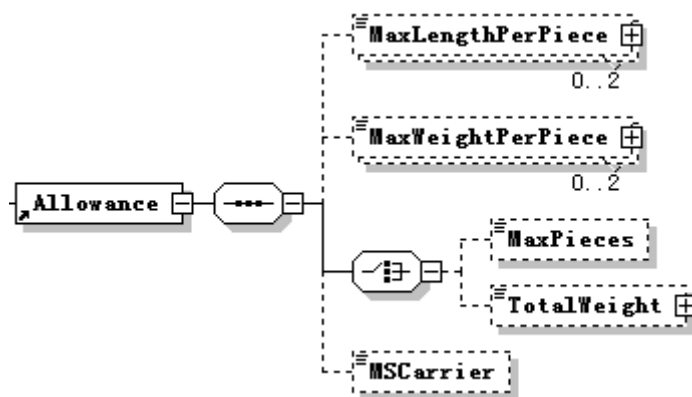 MaxLengthPerPiece
0..2
MaxWeightPerPiece
0..2
Allowance
MaxPieces
TotalWeight
MSCarrier